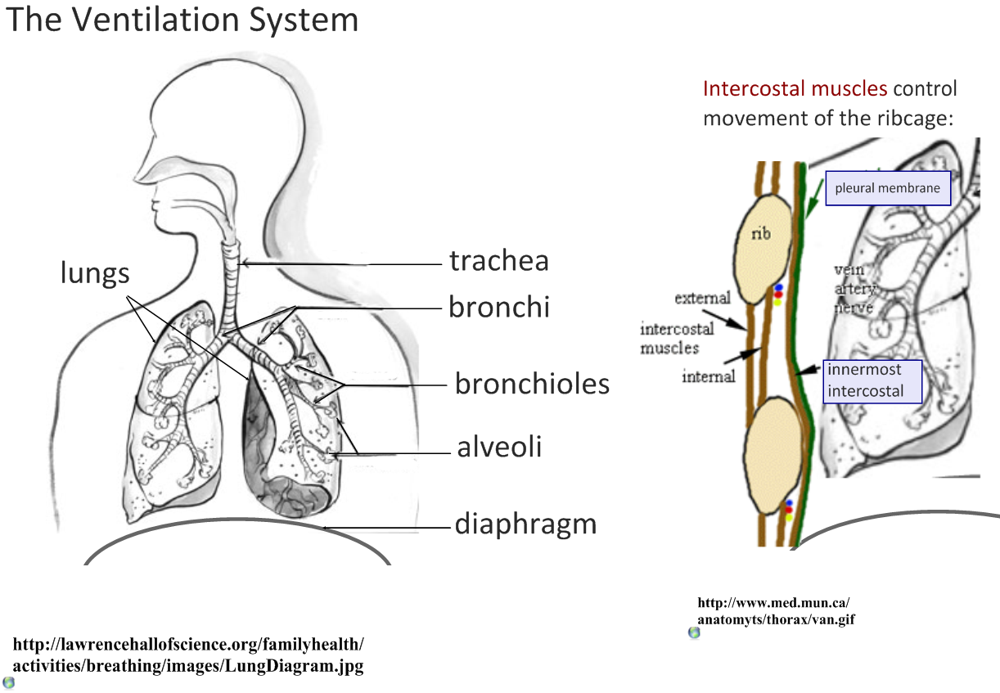 The Ventilation System
lungs
trachea
bronchi
bronchioles
alveoli
diaphragm
http://lawrencehallofscience.org/familyhealth/
activities/breathing/images/LungDiagram.jpg
Intercostal muscles control
movement of the ribcage:
pleural membrane
rib
vein
artery
nerve
external
intercostal
muscles
internal
innermost
intercostal
http://www.med.mun.ca/
anatomyts/thorax/van.gif